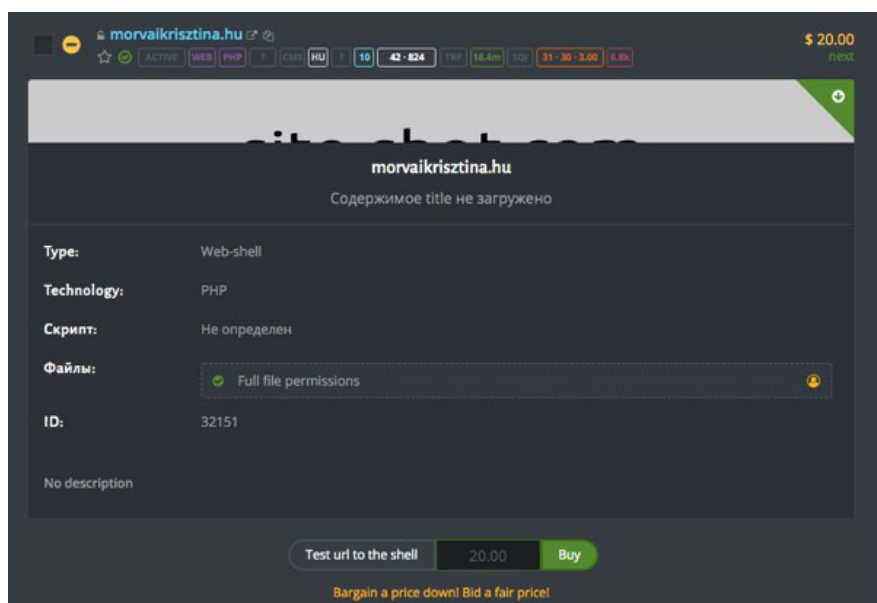 morvaikrisztina.hu
$ 20.00
ACTIVE WEB PHP ? CMS HU ? 10 42 - 824 TRF 16.4m SQI 31 - 30 - 3.00 6.8k
next
site-shot.com
morvaikrisztina.hu
Содержимое title не загружено
Type: Web-shell
Technology: PHP
Скрипт: Не определен
Файлы: Full file permissions
ID: 32151
No description
Test url to the shell 20.00 Buy
Bargain a price down! Bid a fair price!